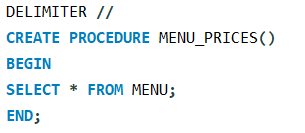 DELIMITER //
CREATE PROCEDURE MENU_PRICES()
BEGIN
SELECT * FROM MENU;
END;